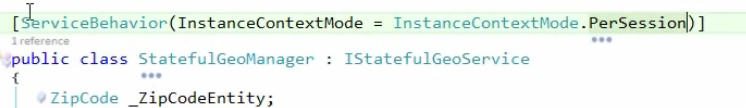 [ServiceBehavior(InstanceContextMode = InstanceContextMode.PerSession)]
1 reference
public class StatefulGeoManager : IStatefulGeoService
{
ZipCode _ZipCodeEntity;